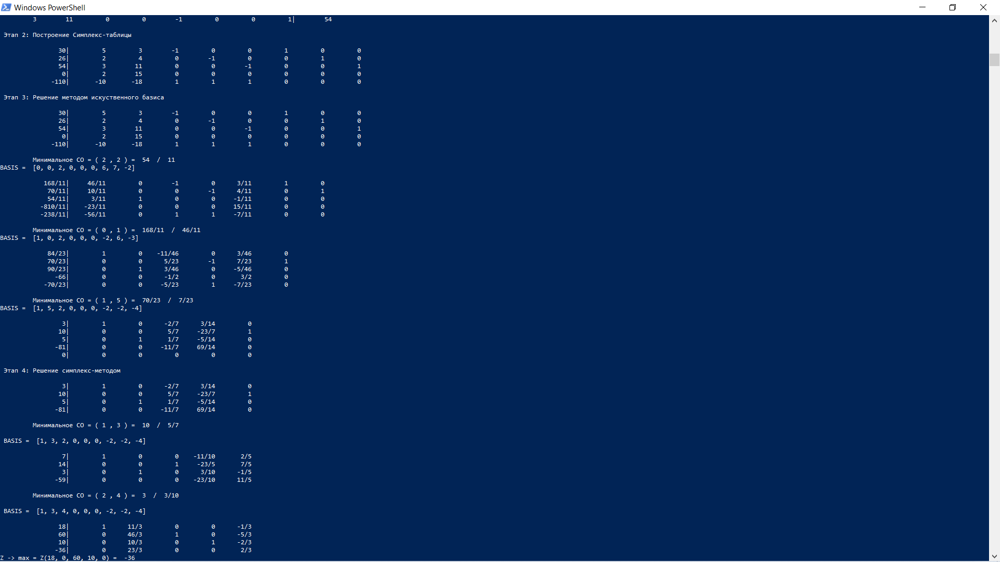 Windows PowerShell
3 11 0 0 -1 0 0 1| 54
Этап 2: Построение Симплекс-таблицы
30| 5 3 -1 0 0 1 0 0
26| 2 4 0 -1 0 0 1 0
54| 3 11 0 0 -1 0 0 1
0| 2 15 0 0 0 0 0 0
-110| -10 -18 1 1 1 0 0 0
Этап 3: Решение методом искуственного базиса
30| 5 3 -1 0 0 1 0 0
26| 2 4 0 -1 0 0 1 0
54| 3 11 0 0 -1 0 0 1
0| 2 15 0 0 0 0 0 0
-110| -10 -18 1 1 1 0 0 0
Минимальное СО = ( 2 , 2 ) = 54 / 11
BASIS = [0, 0, 2, 0, 0, 0, 6, 7, -2]
168/11| 46/11 0 -1 0 3/11 1 0
70/11| 10/11 0 0 -1 4/11 0 1
54/11| 3/11 1 0 0 -1/11 0 0
-810/11| -23/11 0 0 0 15/11 0 0
-238/11| -56/11 0 1 1 -7/11 0 0
Минимальное СО = ( 0 , 1 ) = 168/11 / 46/11
BASIS = [1, 0, 2, 0, 0, 0, -2, 6, -3]
84/23| 1 0 -11/46 0 3/46 0
70/23| 0 0 5/23 -1 7/23 1
90/23| 0 1 3/46 0 -5/46 0
-66| 0 0 -1/2 0 3/2 0
-70/23| 0 0 -5/23 1 -7/23 0
Минимальное СО = ( 1 , 5 ) = 70/23 / 7/23
BASIS = [1, 5, 2, 0, 0, 0, -2, -2, -4]
3| 1 0 -2/7 3/14 0
10| 0 0 5/7 -23/7 1
5| 0 1 1/7 -5/14 0
-81| 0 0 -11/7 69/14 0
0| 0 0 0 0 0
Этап 4: Решение симплекс-методом
3| 1 0 -2/7 3/14 0
10| 0 0 5/7 -23/7 1
5| 0 1 1/7 -5/14 0
-81| 0 0 -11/7 69/14 0
Минимальное СО = ( 1 , 3 ) = 10 / 5/7
BASIS = [1, 3, 2, 0, 0, 0, -2, -2, -4]
7| 1 0 0 -11/10 2/5
14| 0 0 1 -23/5 7/5
3| 0 1 0 3/10 -1/5
-59| 0 0 0 -23/10 11/5
Минимальное СО = ( 2 , 4 ) = 3 / 3/10
BASIS = [1, 3, 4, 0, 0, 0, -2, -2, -4]
18| 1 11/3 0 0 -1/3
60| 0 46/3 1 0 -5/3
10| 0 10/3 0 1 -2/3
-36| 0 23/3 0 0 2/3
Z -> max = Z(18, 0, 60, 10, 0) = -36